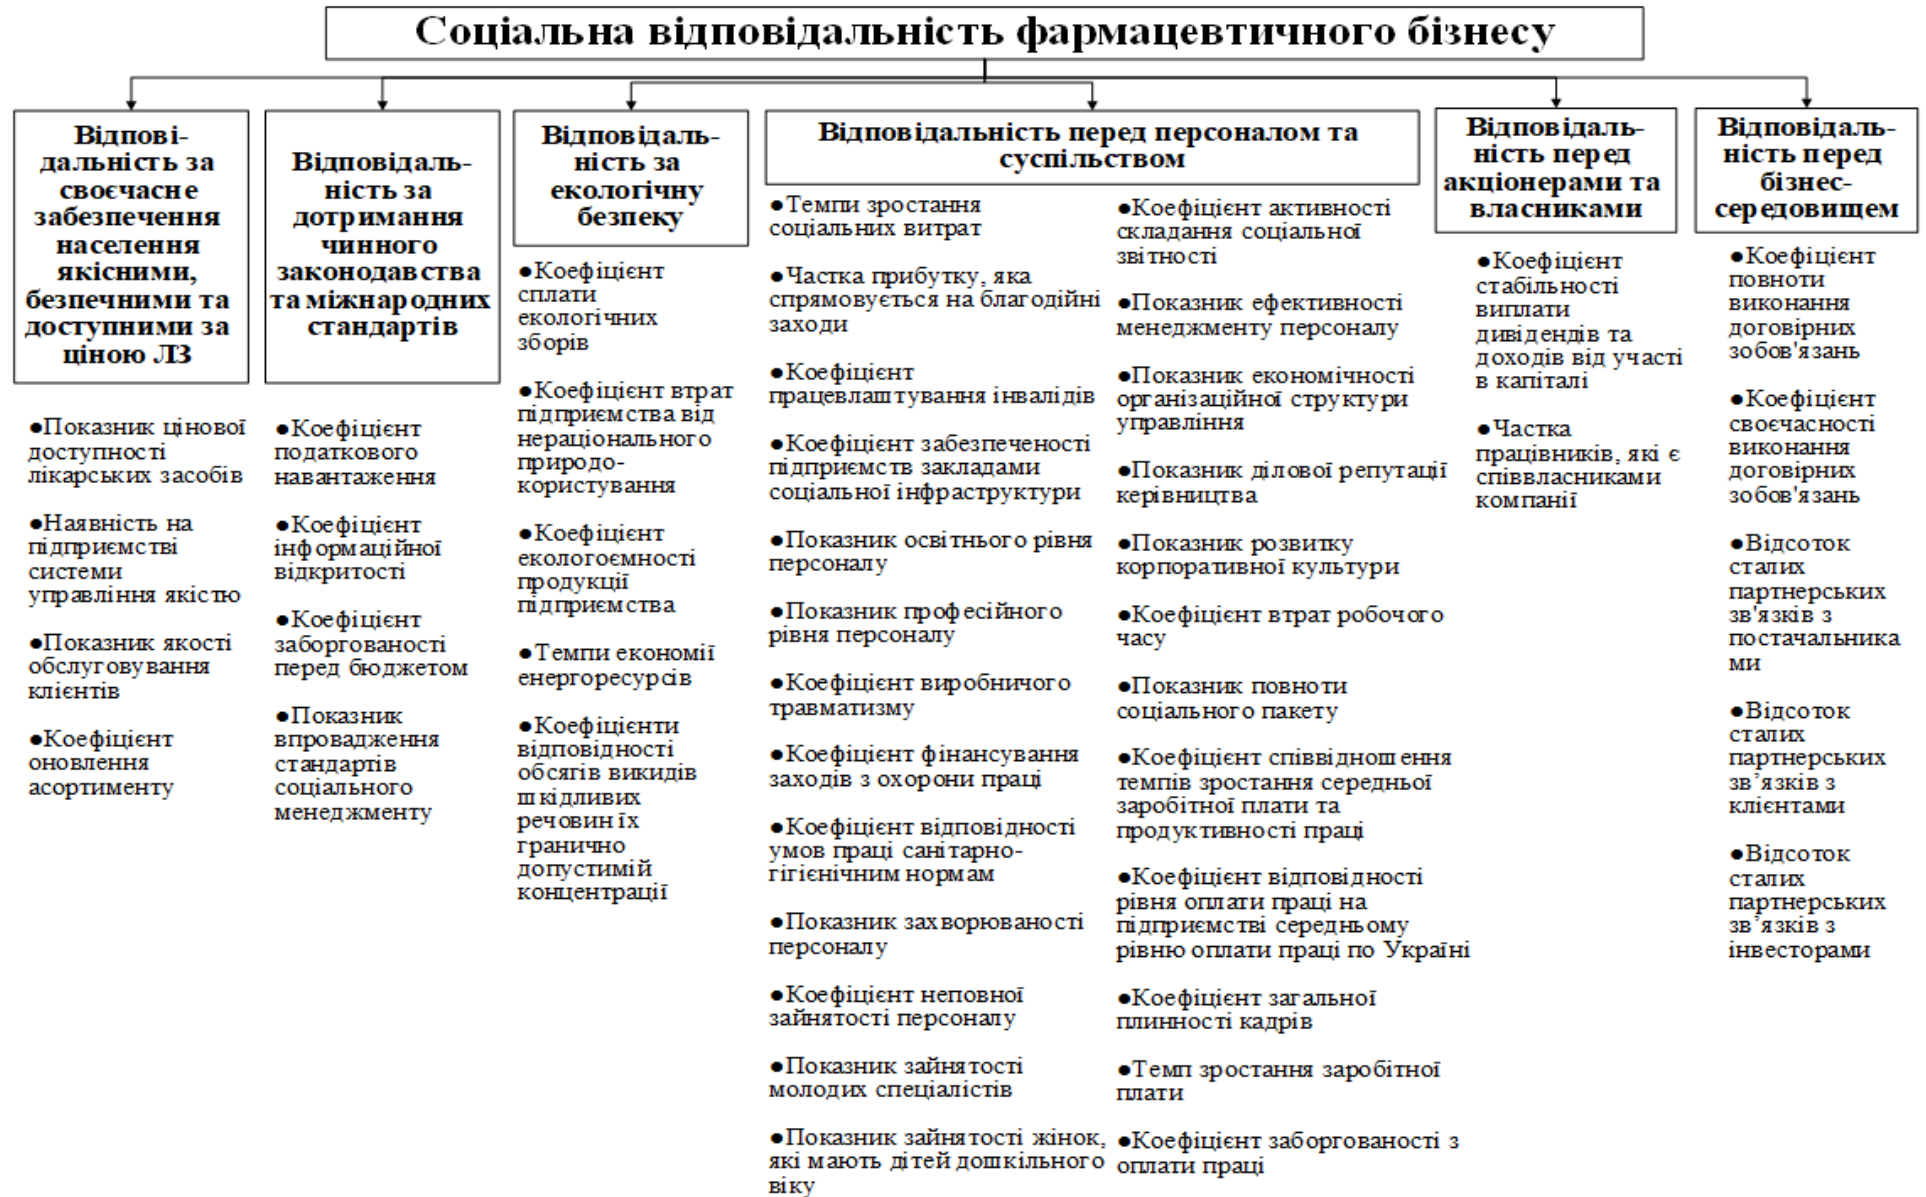 Соціальна відповідальність фармацевтичного бізнесу
Відпові-
дальність за
своєчасне
забезпечення
населення
якісними,
безпечними та
доступними за
ціною ЛЗ
●Показник цінової
доступності
лікарських засобів
●Наявність на
підприємстві
системи
управління якістю
●Показник якості
обслуговування
клієнтів
●Коефіцієнт
оновлення
асортименту
Відповідаль-
ність за
дотримання
чинного
законодавства
та міжнародних
стандартів
●Коефіцієнт
податкового
навантаження
●Коефіцієнт
інформаційної
відкритості
●Коефіцієнт
заборгованості
перед бюджетом
●Показник
впровадження
стандартів
соціального
менеджменту
Відповідаль-
ність за
екологічну
безпеку
●Коефіцієнт
сплати
екологічних
зборів
●Коефіцієнт втрат
підприємства від
нераціонального
природо-
користування
●Коефіцієнт
екологоємності
продукції
підприємства
●Темпи економії
енергоресурсів
●Коефіцієнти
відповідності
обсягів викидів
шкідливих
речовин їх
гранично
допустимій
концентрації
Відповідальність перед персоналом та
суспільством
●Темпи зростання
соціальних витрат
●Частка прибутку, яка
спрямовується на благодійні
заходи
●Коефіцієнт
працевлаштування інвалідів
●Коефіцієнт забезпеченості
підприємств закладами
соціальної інфраструктури
●Показник освітнього рівня
персоналу
●Показник професійного
рівня персоналу
●Коефіцієнт виробничого
травматизму
●Коефіцієнт фінансування
заходів з охорони праці
●Коефіцієнт відповідності
умов праці санітарно-
гігієнічним нормам
●Показник захворюваності
персоналу
●Коефіцієнт неповної
зайнятості персоналу
●Показник зайнятості
молодих спеціалістів
●Показник зайнятості жінок,
які мають дітей дошкільного
віку
●Коефіцієнт активності
складання соціальної
звітності
●Показник ефективності
менеджменту персоналу
●Показник економічності
організаційної структури
управління
●Показник ділової репутації
керівництва
●Показник розвитку
корпоративної культури
●Коефіцієнт втрат робочого
часу
●Показник повноти
соціального пакету
●Коефіцієнт співвідношення
темпів зростання середньої
заробітної плати та
продуктивності праці
●Коефіцієнт відповідності
рівня оплати праці на
підприємстві середньому
рівню оплати праці по Україні
●Коефіцієнт загальної
плинності кадрів
●Темп зростання заробітної
плати
●Коефіцієнт заборгованості з
оплати праці
Відповідаль-
ність перед
акціонерами та
власниками
●Коефіцієнт
стабільності
виплати
дивідендів та
доходів від участі
в капіталі
●Частка
працівників, які є
співвласниками
компанії
Відповідаль-
ність перед
бізнес-
середовищем
●Коефіцієнт
повноти
виконання
договірних
зобов'язань
●Коефіцієнт
своєчасності
виконання
договірних
зобов'язань
●Відсоток
сталих
партнерських
зв'язків з
постачальника
ми
●Відсоток
сталих
партнерських
зв’язків з
клієнтами
●Відсоток
сталих
партнерських
зв’язків з
інвесторами